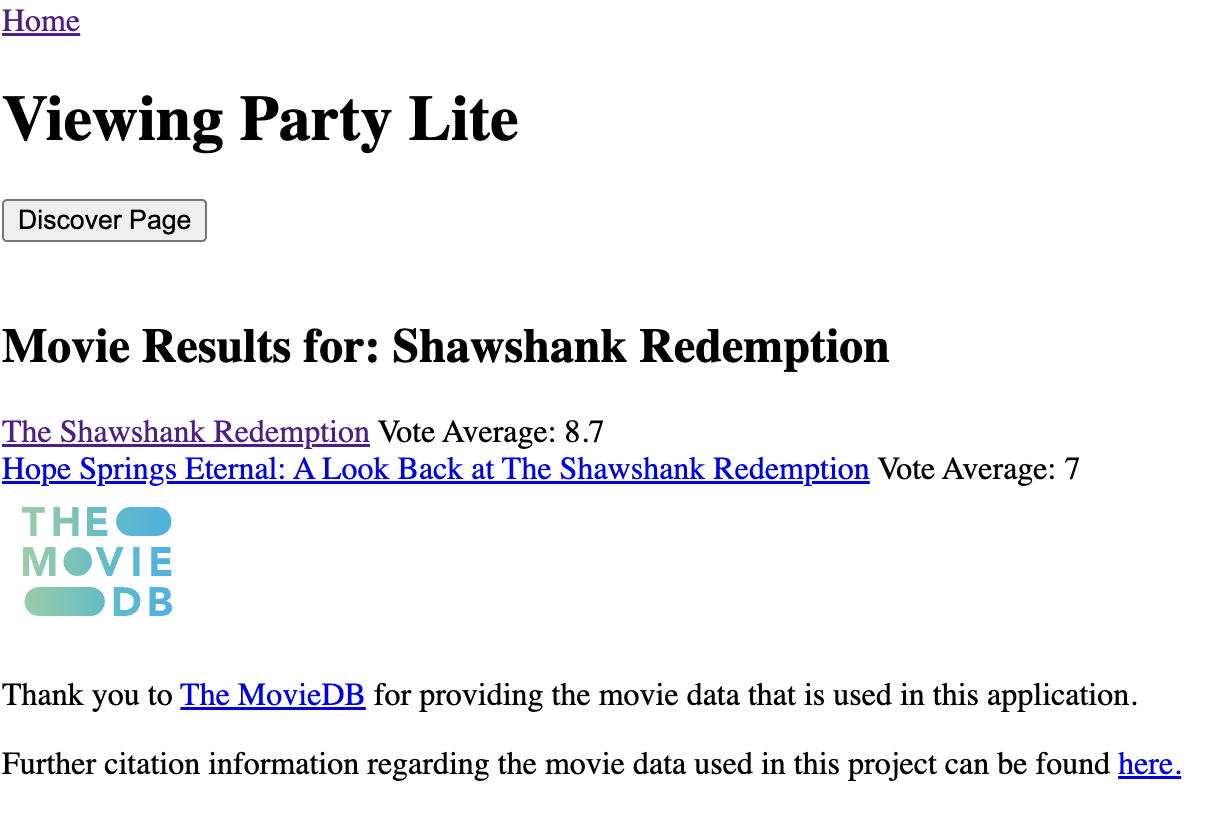 Home
Viewing Party Lite
Discover Page
Movie Results for: Shawshank Redemption
The Shawshank Redemption Vote Average: 8.7
Hope Springs Eternal: A Look Back at The Shawshank Redemption Vote Average: 7
THE
MOVIE
DB
Thank you to The MovieDB for providing the movie data that is used in this application.
Further citation information regarding the movie data used in this project can be found here.